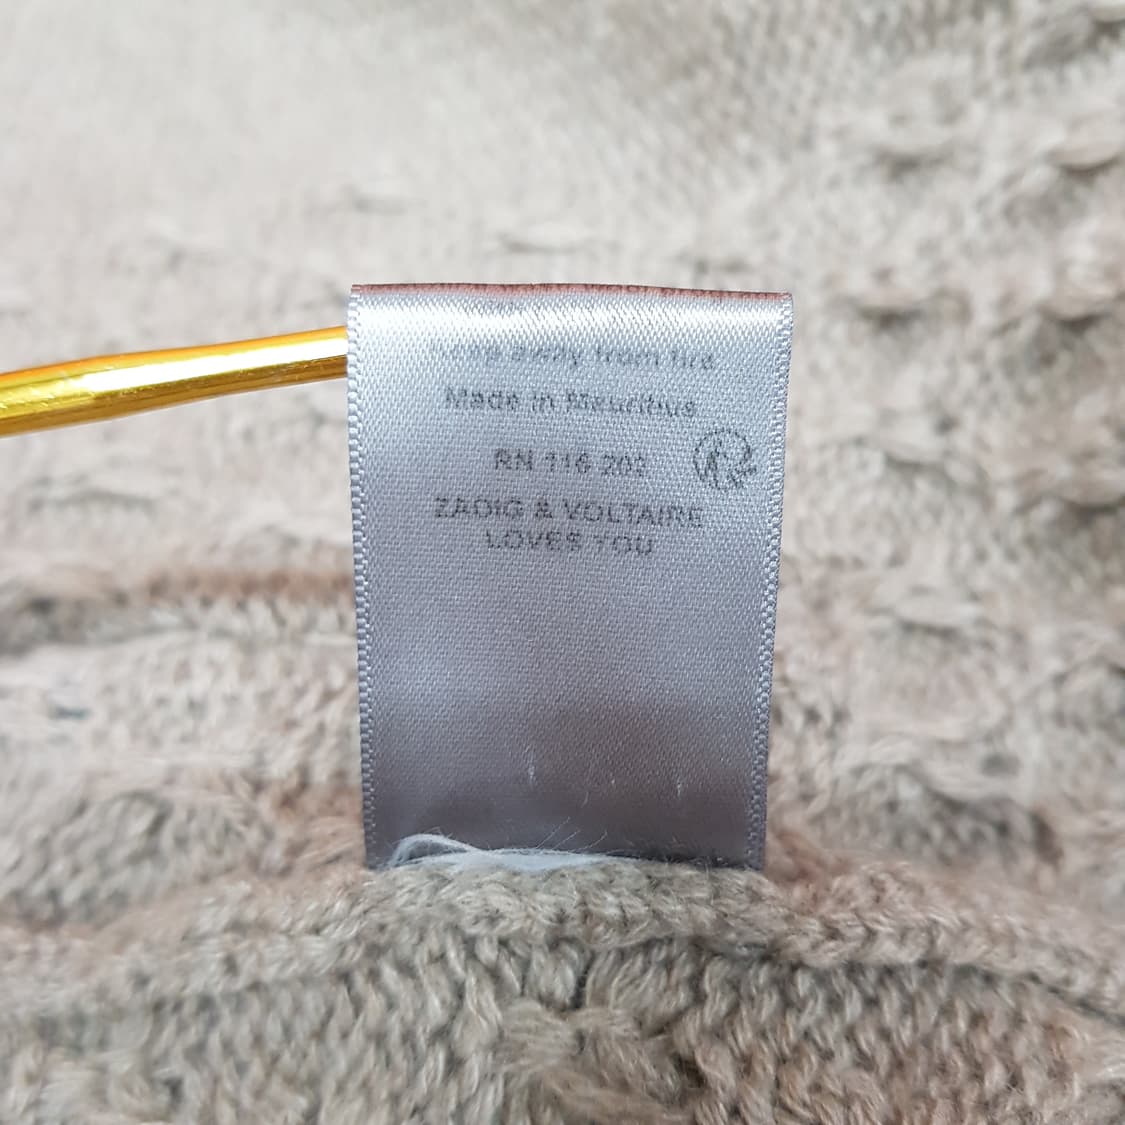 Keep away from fire
Made in Mauritius
RN 116 202
ZADIG & VOLTAIRE
LOVES YOU